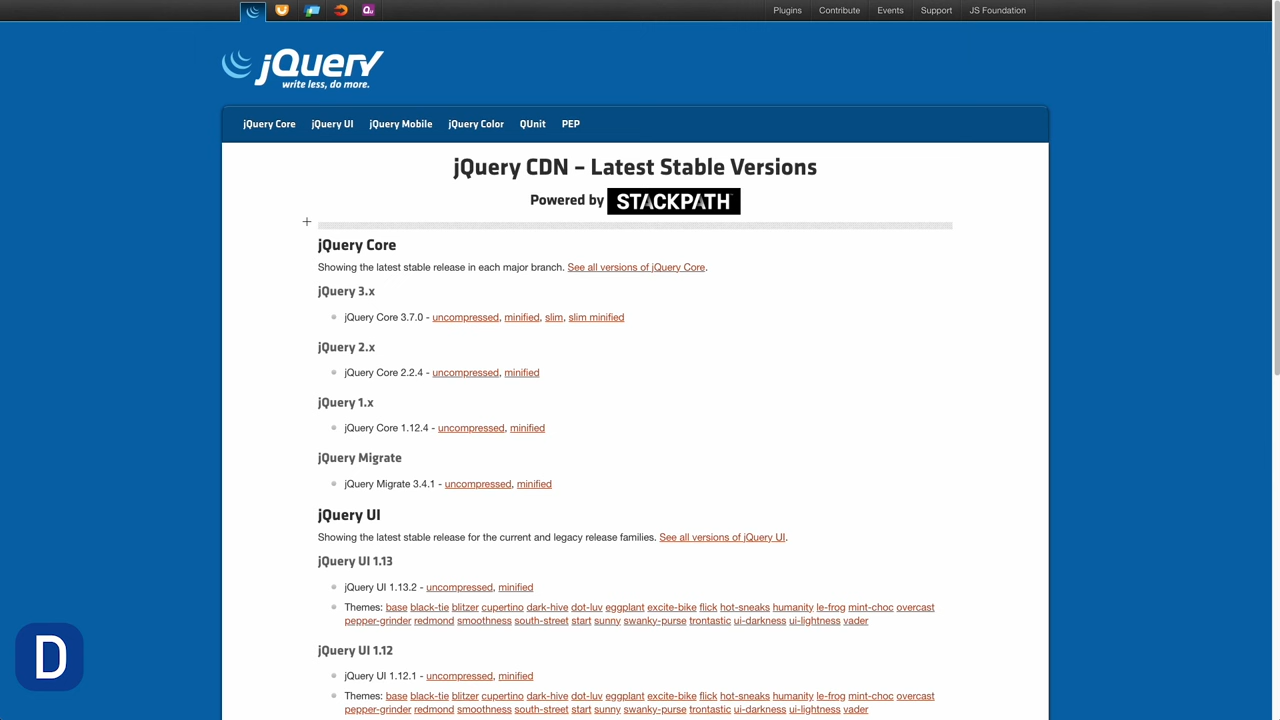 Plugins Contribute Events Support JS Foundation
jQuery
write less, do more.
jQuery Core jQuery UI jQuery Mobile jQuery Color QUnit PEP
jQuery CDN – Latest Stable Versions
Powered by STACKPATH
jQuery Core
Showing the latest stable release in each major branch. See all versions of jQuery Core.
jQuery 3.x
jQuery Core 3.7.0 - uncompressed, minified, slim, slim minified
jQuery 2.x
jQuery Core 2.2.4 - uncompressed, minified
jQuery 1.x
jQuery Core 1.12.4 - uncompressed, minified
jQuery Migrate
jQuery Migrate 3.4.1 - uncompressed, minified
jQuery UI
Showing the latest stable release for the current and legacy release families. See all versions of jQuery UI.
jQuery UI 1.13
jQuery UI 1.13.2 - uncompressed, minified
Themes: base black-tie blitzer cupertino dark-hive dot-luv eggplant excite-bike flick hot-sneaks humanity le-frog mint-choc overcast
pepper-grinder redmond smoothness south-street start sunny swanky-purse trontastic ui-darkness ui-lightness vader
jQuery UI 1.12
jQuery UI 1.12.1 - uncompressed, minified
Themes: base black-tie blitzer cupertino dark-hive dot-luv eggplant excite-bike flick hot-sneaks humanity le-frog mint-choc overcast
pepper-grinder redmond smoothness south-street start sunny swanky-purse trontastic ui-darkness ui-lightness vader
D